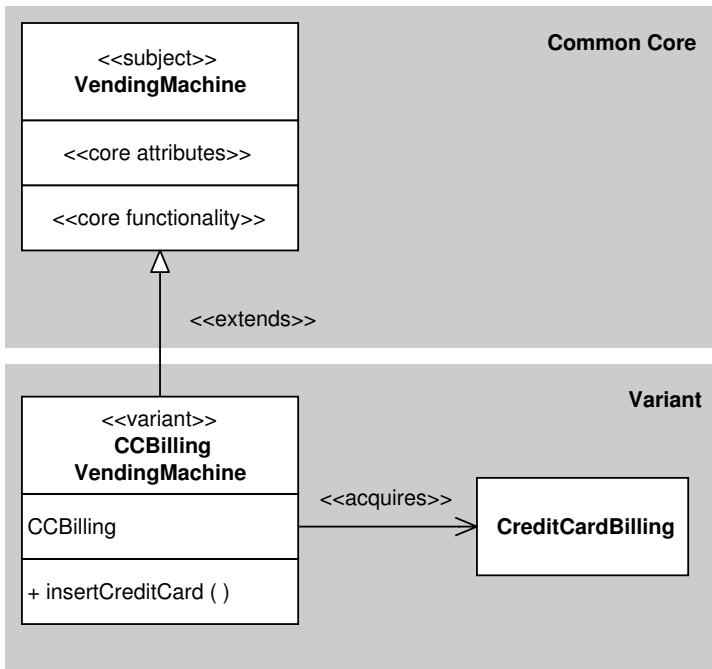 Common Core
<<subject>>
VendingMachine
<<core attributes>>
<<core functionality>>
<<extends>>
Variant
<<variant>>
CCBilling
VendingMachine
CCBilling
+ insertCreditCard ( )
<<acquires>>
CreditCardBilling